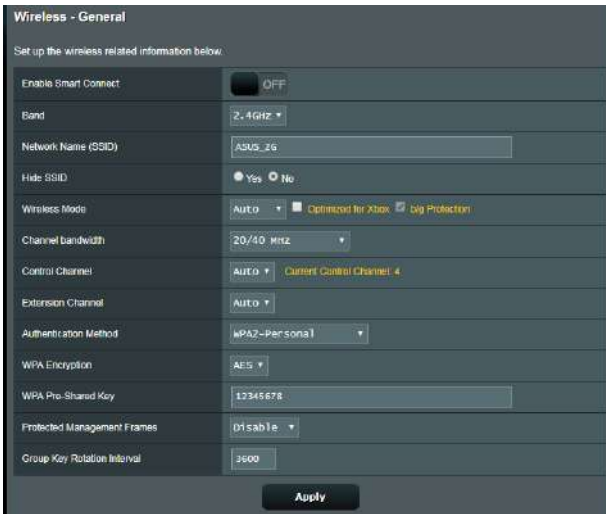 Wireless - General
Set up the wireless related information below.
Enable Smart Connect OFF
Band 2.4GHz
Network Name (SSID) ASUS_2G
Hide SSID Yes No
Wireless Mode Auto Optimized for Xbox b/g Protection
Channel bandwidth 20/40 MHz
Control Channel Auto Current Control Channel: 4
Extension Channel Auto
Authentication Method WPA2-Personal
WPA Encryption AES
WPA Pre-Shared Key 12345678
Protected Management Frames Disable
Group Key Rotation Interval 3600
Apply